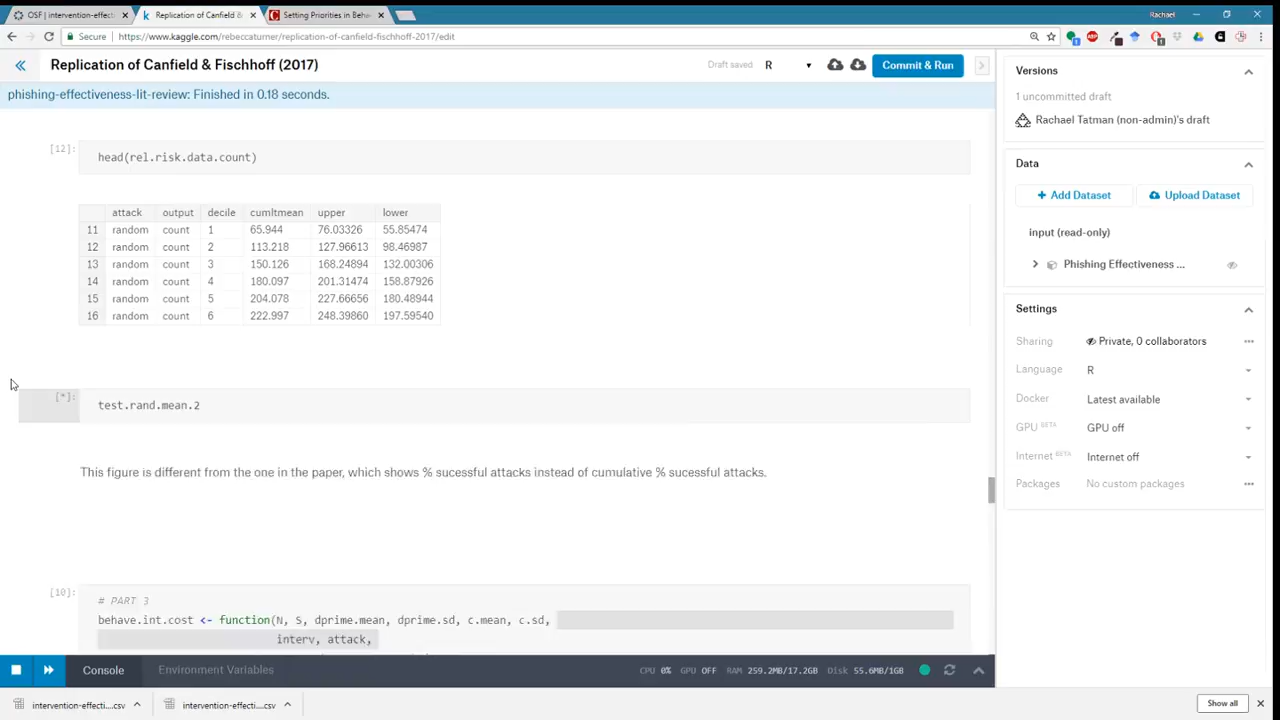 OSF | intervention-effecti
Replication of Canfield &
Setting Priorities in Behav
Rachael
Secure
https://www.kaggle.com/rebeccaturner/replication-of-canfield-fischhoff-2017/edit
Replication of Canfield & Fischhoff (2017)
Draft saved
R
Commit & Run
phishing-effectiveness-lit-review: Finished in 0.18 seconds.
[12]:
head(rel.risk.data.count)
attack output decile cumltmean upper lower
11 random count 1 65.944 76.03326 55.85474
12 random count 2 113.218 127.96613 98.46987
13 random count 3 150.126 168.24894 132.00306
14 random count 4 180.097 201.31474 158.87926
15 random count 5 204.078 227.66656 180.48944
16 random count 6 222.997 248.39860 197.59540
[*]:
test.rand.mean.2
This figure is different from the one in the paper, which shows % sucessful attacks instead of cumulative % sucessful attacks.
[10]:
# PART 3
behave.int.cost <- function(N, S, dprime.mean, dprime.sd, c.mean, c.sd,
interv, attack,
Console
Environment Variables
CPU 0% GPU OFF RAM 259.2MB/17.2GB Disk 55.6MB/1GB
Versions
1 uncommitted draft
Rachael Tatman (non-admin)'s draft
Data
+ Add Dataset
Upload Dataset
input (read-only)
Phishing Effectiveness ...
Settings
Sharing
Private, 0 collaborators
Language
R
Docker
Latest available
GPU BETA
GPU off
Internet BETA
Internet off
Packages
No custom packages
intervention-effecti....csv
intervention-effecti....csv
Show all